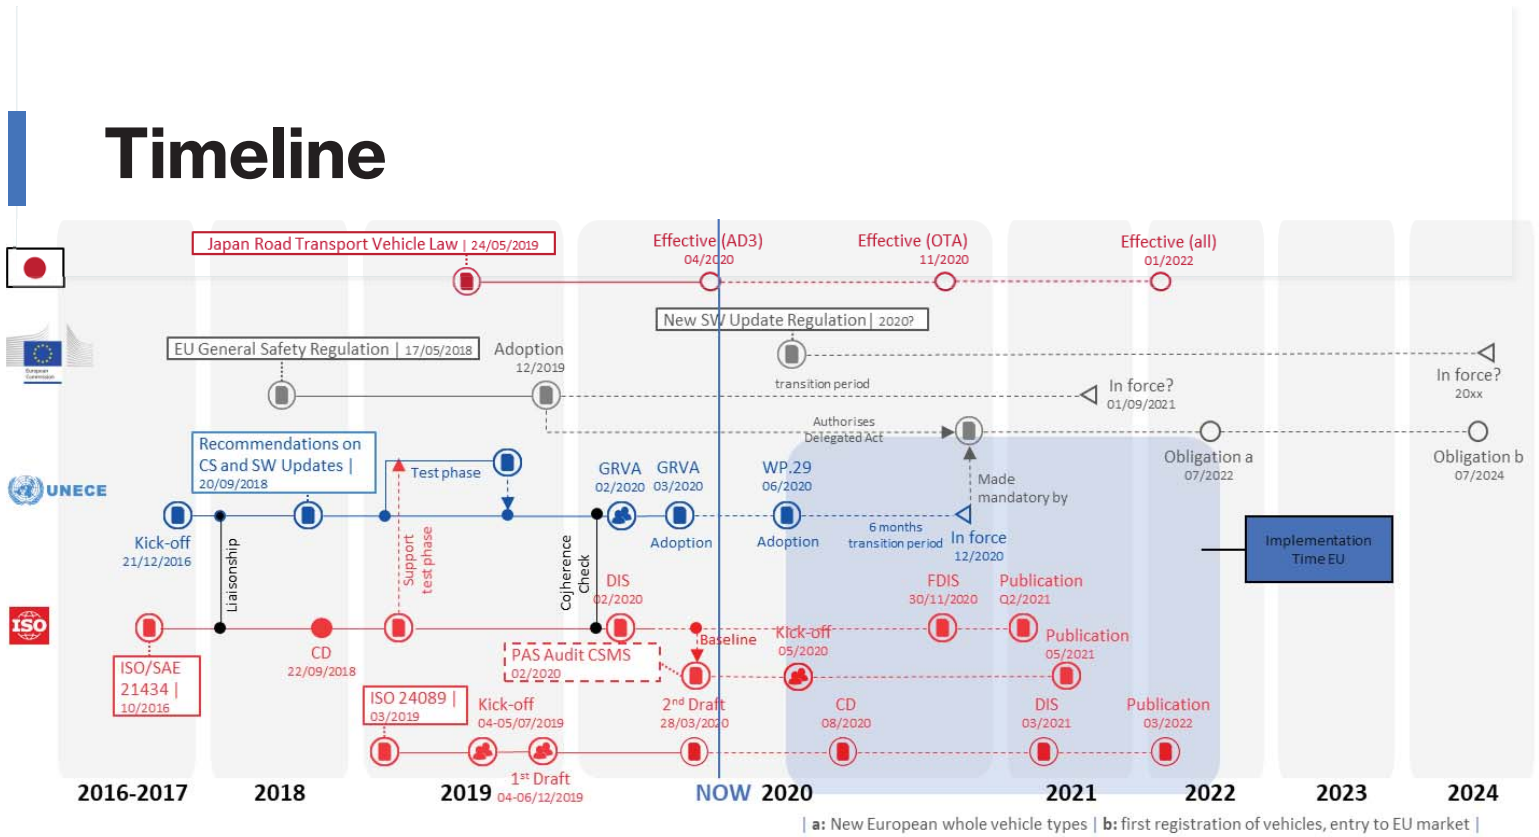 Timeline
Japan Road Transport Vehicle Law | 24/05/2019
Effective (AD3)
04/2020
Effective (OTA)
11/2020
Effective (all)
01/2022
New SW Update Regulation| 2020?
European
Commission
EU General Safety Regulation | 17/05/2018
Adoption
12/2019
transition period
In force?
01/09/2021
In force?
20xx
Authorises
Delegated Act
Obligation a
07/2022
Obligation b
07/2024
UNECE
Recommendations on
CS and SW Updates |
20/09/2018
Test phase
GRVA
02/2020
GRVA
03/2020
WP.29
06/2020
Made
mandatory by
Kick-off
21/12/2016
Adoption
Adoption
6 months
transition period
In force
12/2020
Implementation
Time EU
Liaisonship
Support
test phase
Cojherence
Check
ISO
DIS
02/2020
FDIS
30/11/2020
Publication
Q2/2021
CD
22/09/2018
Baseline
Kick-off
05/2020
Publication
05/2021
ISO/SAE
21434 |
10/2016
PAS Audit CSMS
02/2020
ISO 24089 |
03/2019
Kick-off
04-05/07/2019
2nd Draft
28/03/2020
CD
08/2020
DIS
03/2021
Publication
03/2022
1st Draft
04-06/12/2019
2016-2017 2018 2019 NOW 2020 2021 2022 2023 2024
| a: New European whole vehicle types | b: first registration of vehicles, entry to EU market |